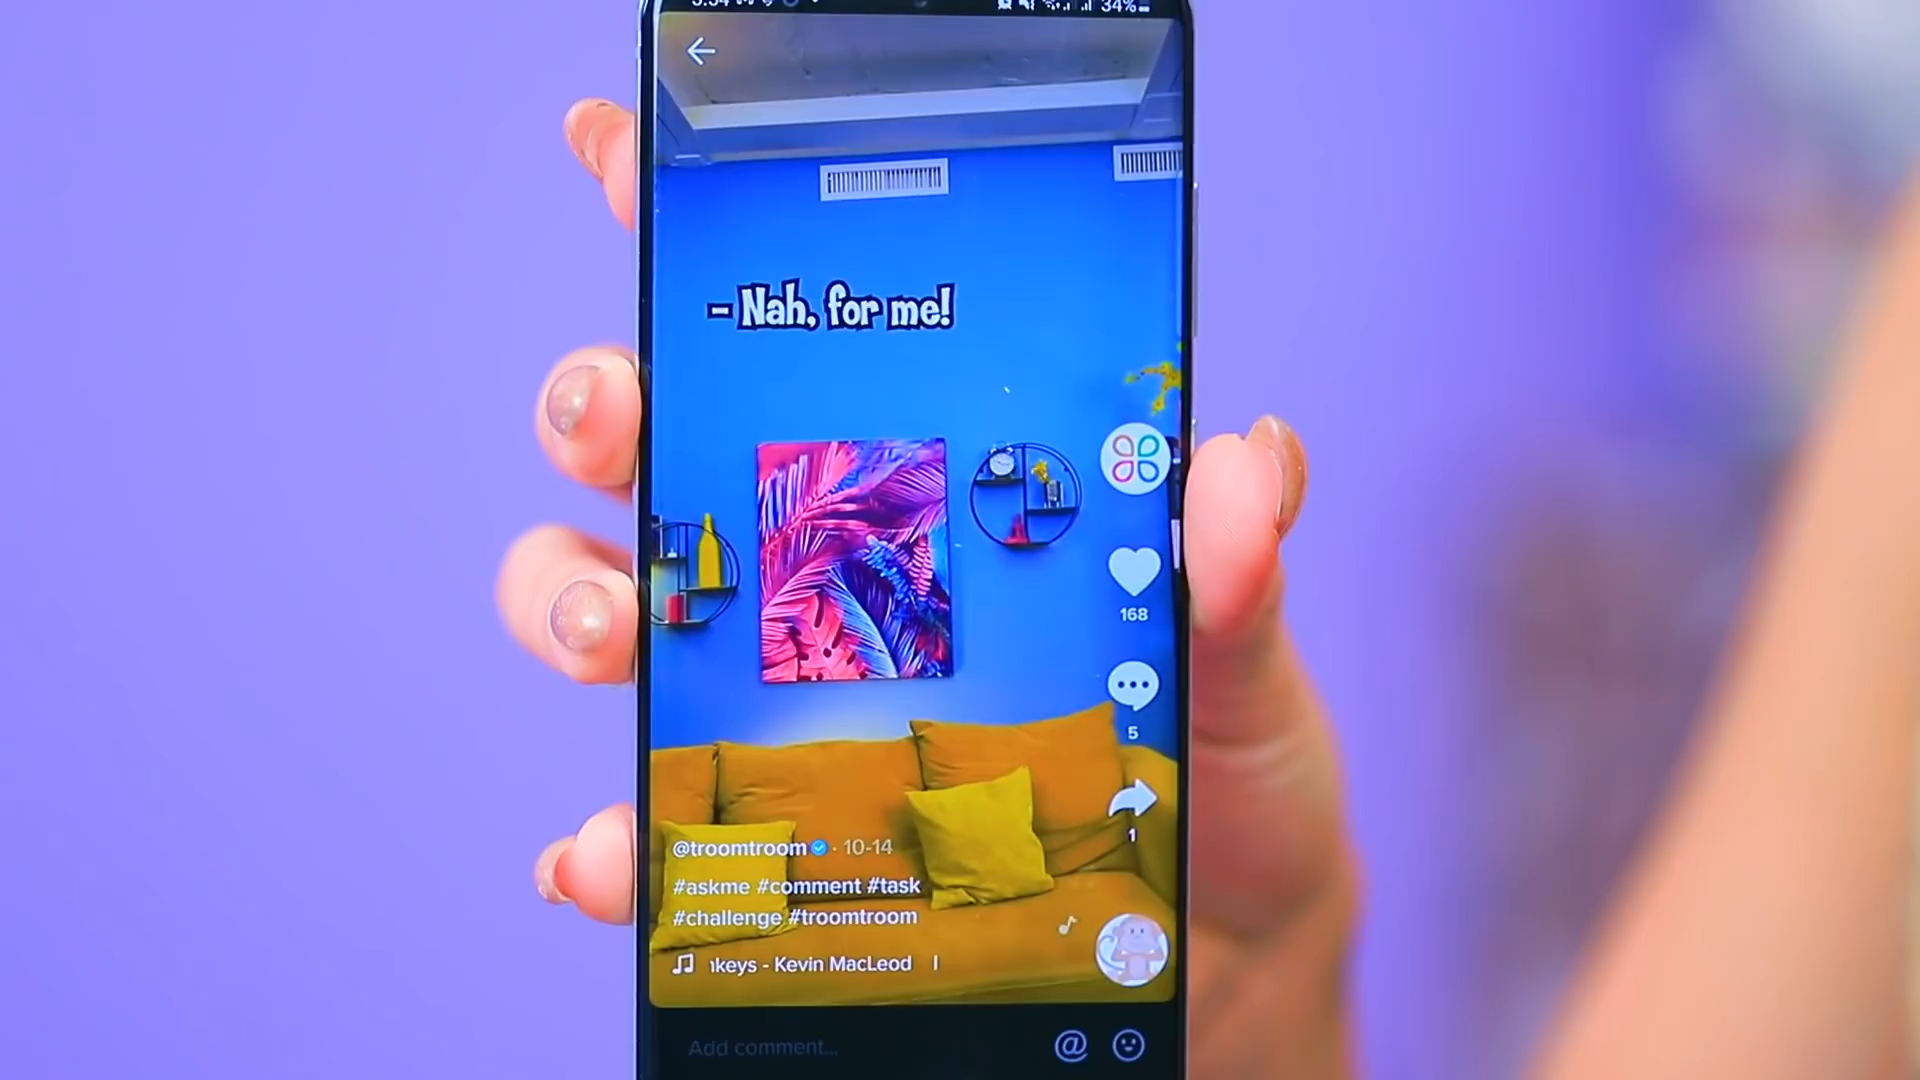 34%
- Nah, for me!
168
5
1
@troomtroom · 10-14
#askme #comment #task
#challenge #troomtroom
ıkeys - Kevin MacLeod
Add comment...